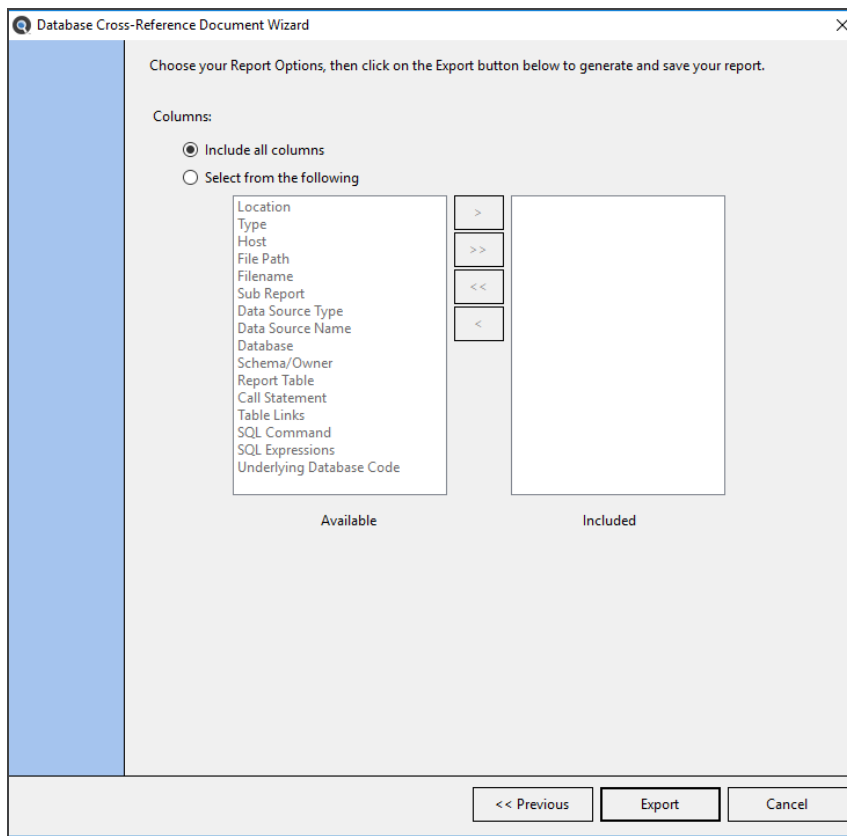 Database Cross-Reference Document Wizard
Choose your Report Options, then click on the Export button below to generate and save your report.
Columns:
Include all columns
Select from the following
Location
Type
Host
File Path
Filename
Sub Report
Data Source Type
Data Source Name
Database
Schema/Owner
Report Table
Call Statement
Table Links
SQL Command
SQL Expressions
Underlying Database Code
>
>>
<<
<
Available
Included
<< Previous
Export
Cancel